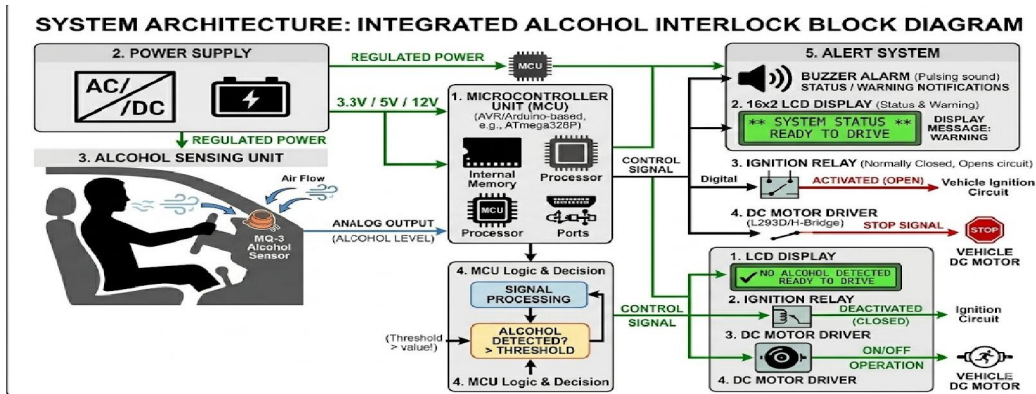 SYSTEM ARCHITECTURE: INTEGRATED ALCOHOL INTERLOCK BLOCK DIAGRAM
2. POWER SUPPLY
AC/
/DC
REGULATED POWER
MCU
3.3V / 5V / 12V
REGULATED POWER
3. ALCOHOL SENSING UNIT
Air Flow
MQ-3
Alcohol
Sensor
ANALOG OUTPUT
(ALCOHOL LEVEL)
1. MICROCONTROLLER
UNIT (MCU)
(AVR/Arduino-based,
e.g., ATmega328P)
Internal
Memory
Processor
MCU
Processor
Ports
CONTROL
SIGNAL
4. MCU Logic & Decision
SIGNAL
PROCESSING
ALCOHOL
DETECTED?
> THRESHOLD
(Threshold
> value!)
4. MCU Logic & Decision
CONTROL
SIGNAL
5. ALERT SYSTEM
BUZZER ALARM (Pulsing sound)
STATUS / WARNING NOTIFICATIONS
2. 16x2 LCD DISPLAY (Status & Warning)
** SYSTEM STATUS **
READY TO DRIVE
DISPLAY
MESSAGE:
WARNING
3. IGNITION RELAY (Normally Closed, Opens circuit)
Digital
ACTIVATED (OPEN)
Vehicle Ignition
Circuit
4. DC MOTOR DRIVER
(L293D/H-Bridge)
STOP SIGNAL
STOP
VEHICLE
DC MOTOR
1. LCD DISPLAY
NO ALCOHOL DETECTED
READY TO DRIVE
2. IGNITION RELAY
DEACTIVATED
(CLOSED)
Ignition
Circuit
3. DC MOTOR DRIVER
ON/OFF
OPERATION
4. DC MOTOR DRIVER
VEHICLE
DC MOTOR